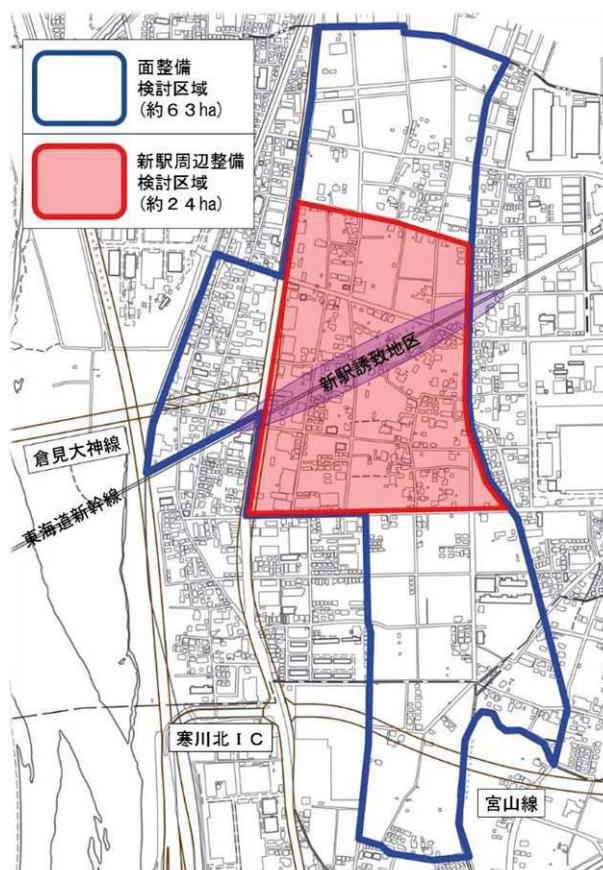 面整備
検討区域
(約６３ha)
新駅周辺整備
検討区域
(約２４ha)
新駅誘致地区
倉見大神線
東海道新幹線
寒川北ＩＣ
宮山線